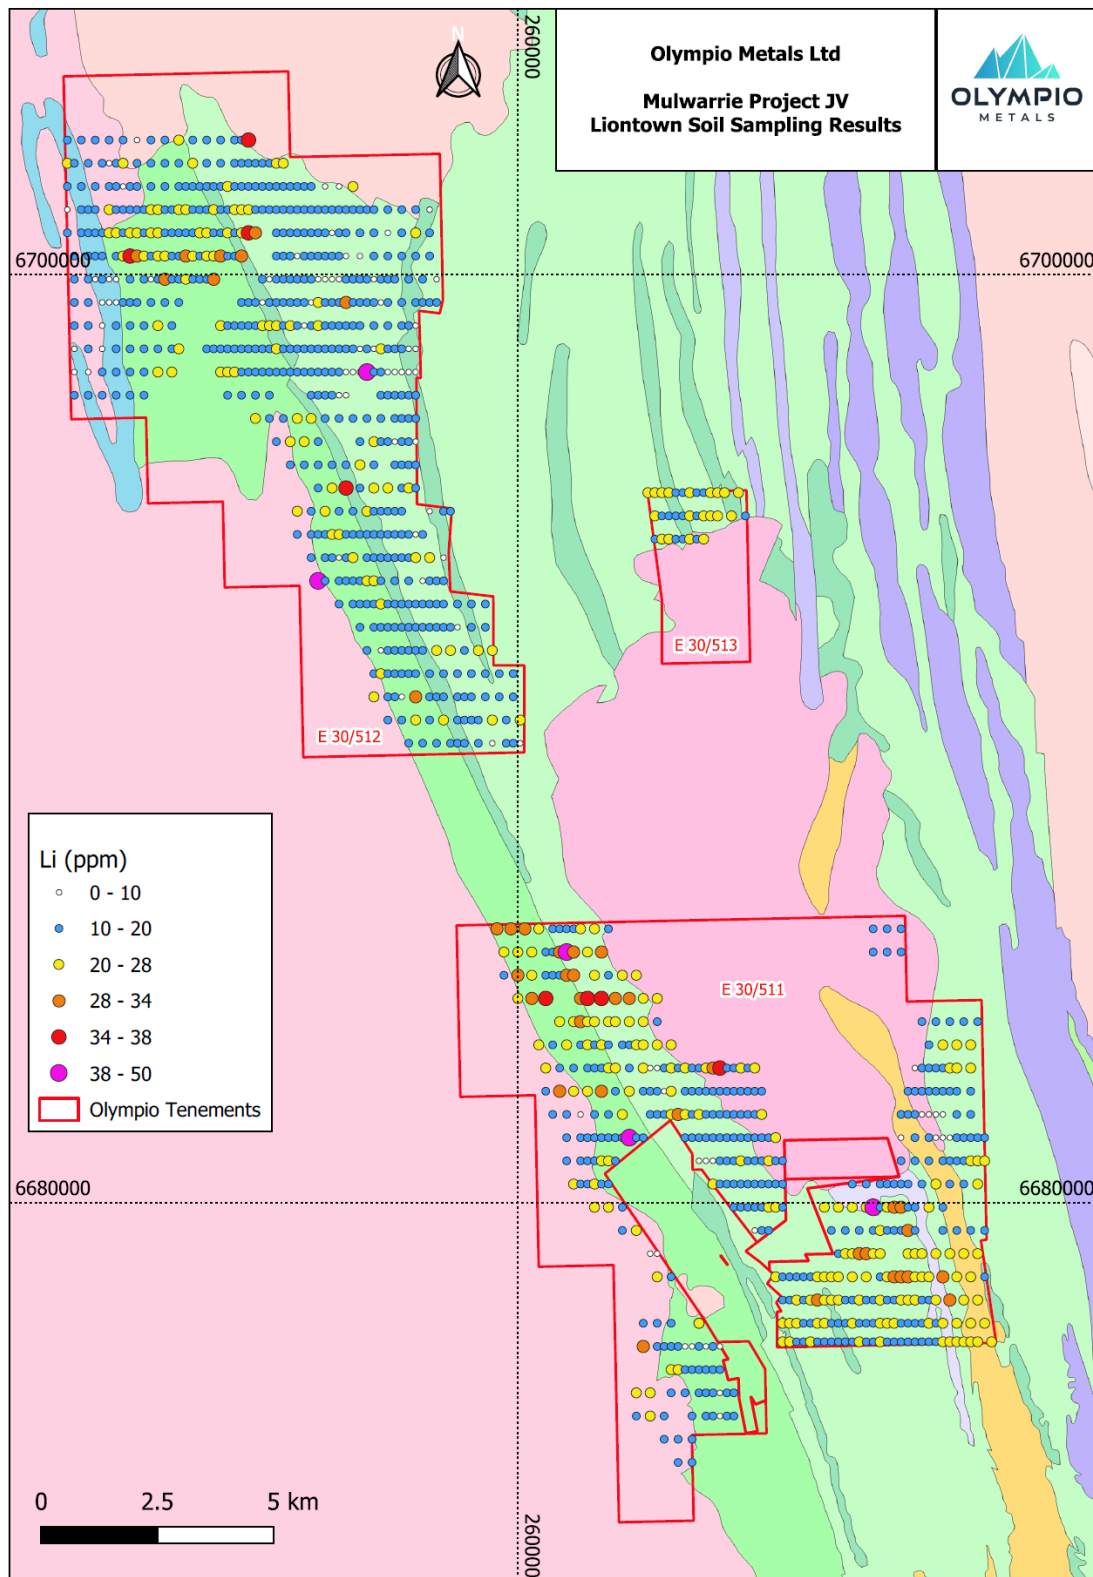 Olympio Metals Ltd
Mulwarrie Project JV
Liontown Soil Sampling Results
OLYMPIO
METALS
N
260000
6700000
6700000
E 30/513
E 30/512
Li (ppm)
0 - 10
10 - 20
20 - 28
28 - 34
34 - 38
38 - 50
Olympio Tenements
E 30/511
6680000
6680000
0 2.5 5 km
260000